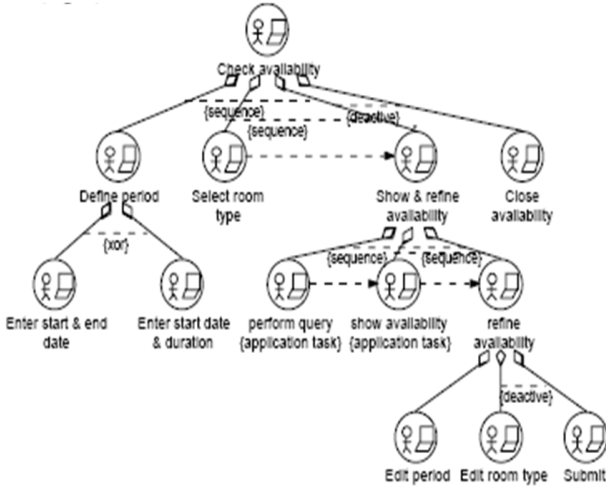 Check availability
{sequence}
{deactive}
{sequence}
Define period
Select room
type
Show & refine
availability
Close
availability
{xor}
{sequence}
{sequence}
Enter start & end
date
Enter start date
& duration
perform query
{application task}
show availability
{application task}
refine
availability
{deactive}
Edit period
Edit room type
Submit